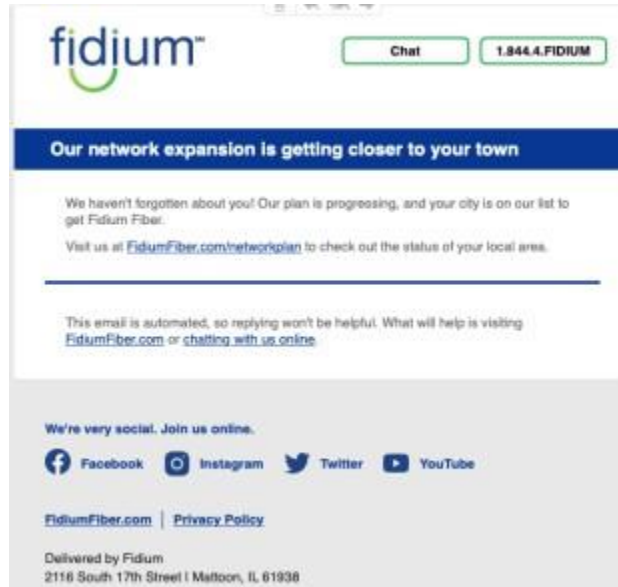 fidium™
Chat
1.844.4.FIDIUM
Our network expansion is getting closer to your town
We haven't forgotten about you! Our plan is progressing, and your city is on our list to
get Fidium Fiber.
Visit us at FidiumFiber.com/networkplan to check out the status of your local area.
This email is automated, so replying won't be helpful. What will help is visiting
FidiumFiber.com or chatting with us online.
We're very social. Join us online.
Facebook Instagram Twitter YouTube
FidiumFiber.com | Privacy Policy
Delivered by Fidium
2116 South 17th Street | Mattoon, IL 61938